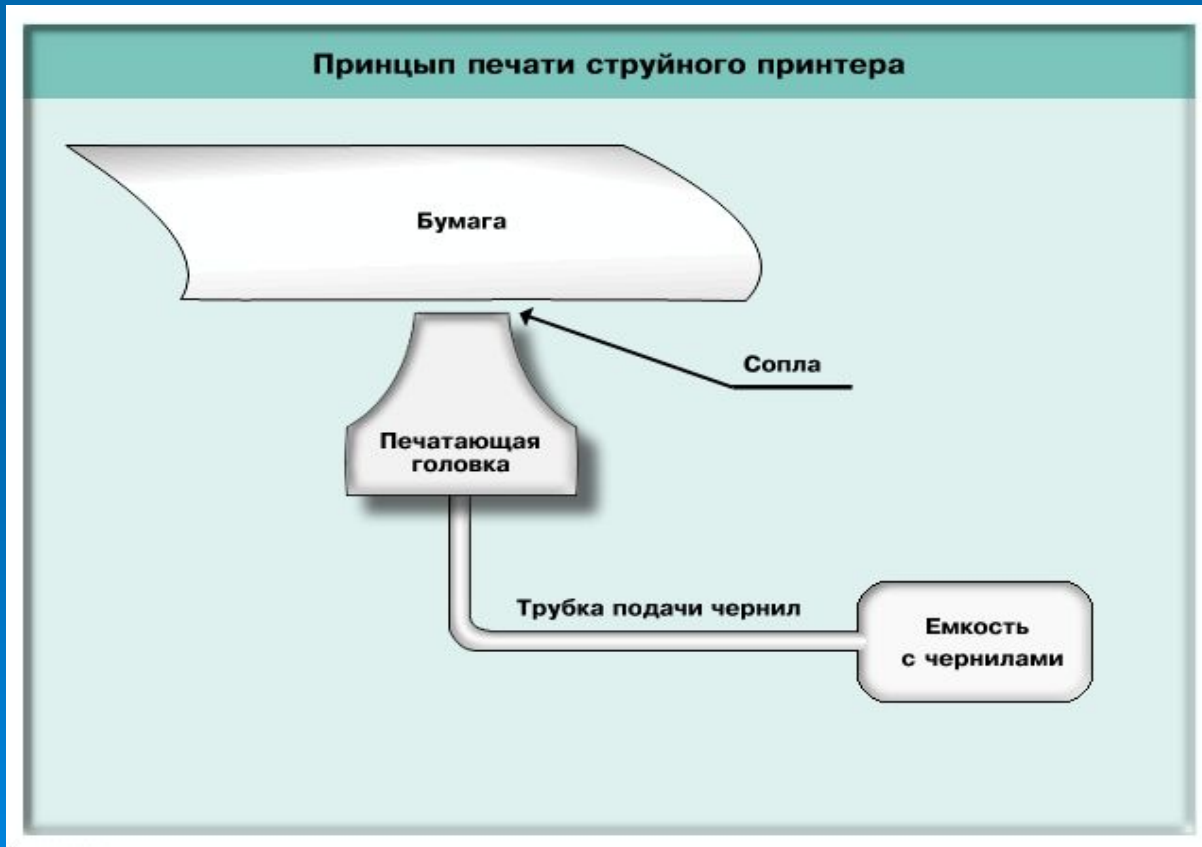 Принцып печати струйного принтера
Бумага
Сопла
Печатающая
головка
Трубка подачи чернил
Емкость
с чернилами